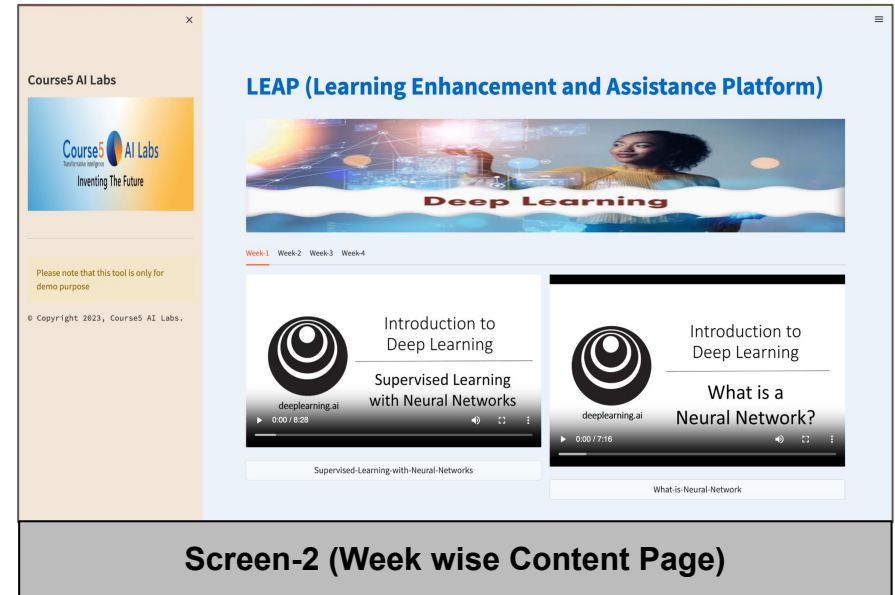 ×
Course5 AI Labs
Course5 AI Labs
Transformative intelligence
Inventing The Future
Please note that this tool is only for
demo purpose
© Copyright 2023, Course5 AI Labs.
LEAP (Learning Enhancement and Assistance Platform)
Deep Learning
Week-1 Week-2 Week-3 Week-4
Introduction to
Deep Learning
Supervised Learning
with Neural Networks
deeplearning.ai
0:00 / 8:28
Supervised-Learning-with-Neural-Networks
Introduction to
Deep Learning
What is a
Neural Network?
deeplearning.ai
0:00 / 7:16
What-is-Neural-Network
Screen-2 (Week wise Content Page)